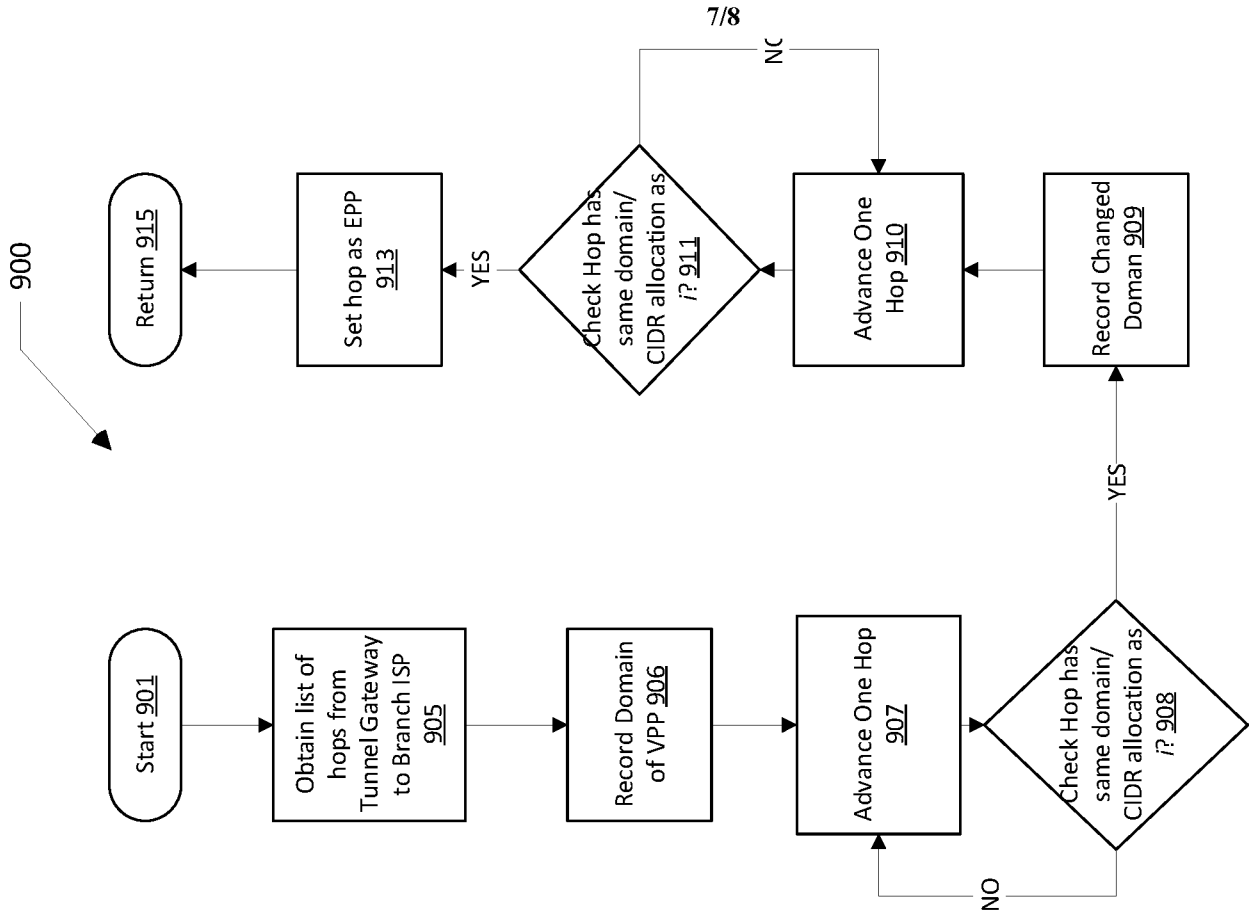 7/8
900
Start 901
Obtain list of
hops from
Tunnel Gateway
to Branch ISP
905
Record Domain
of VPP 906
Advance One Hop
907
Check Hop has
same domain/
CIDR allocation as
i? 908
NO
YES
Record Changed
Doman 909
Advance One
Hop 910
Check Hop has
same domain/
CIDR allocation as
i? 911
NO
YES
Set hop as EPP
913
Return 915